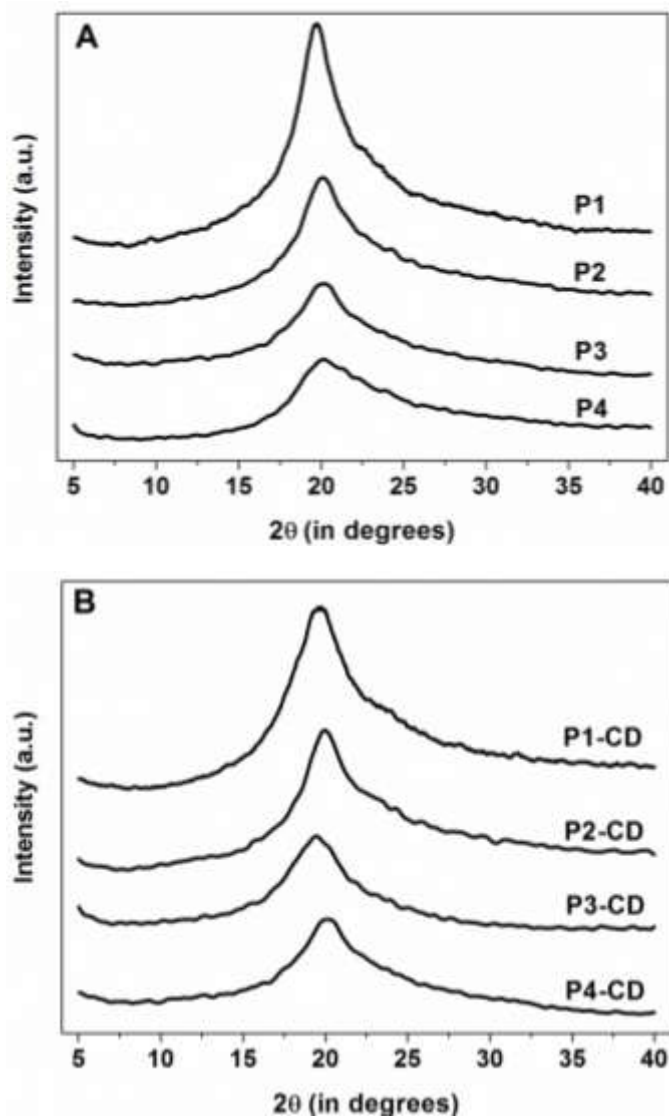 A
Intensity (a.u.)
P1
P2
P3
P4
5 10 15 20 25 30 35 40
2θ (in degrees)
B
Intensity (a.u.)
P1-CD
P2-CD
P3-CD
P4-CD
5 10 15 20 25 30 35 40
2θ (in degrees)